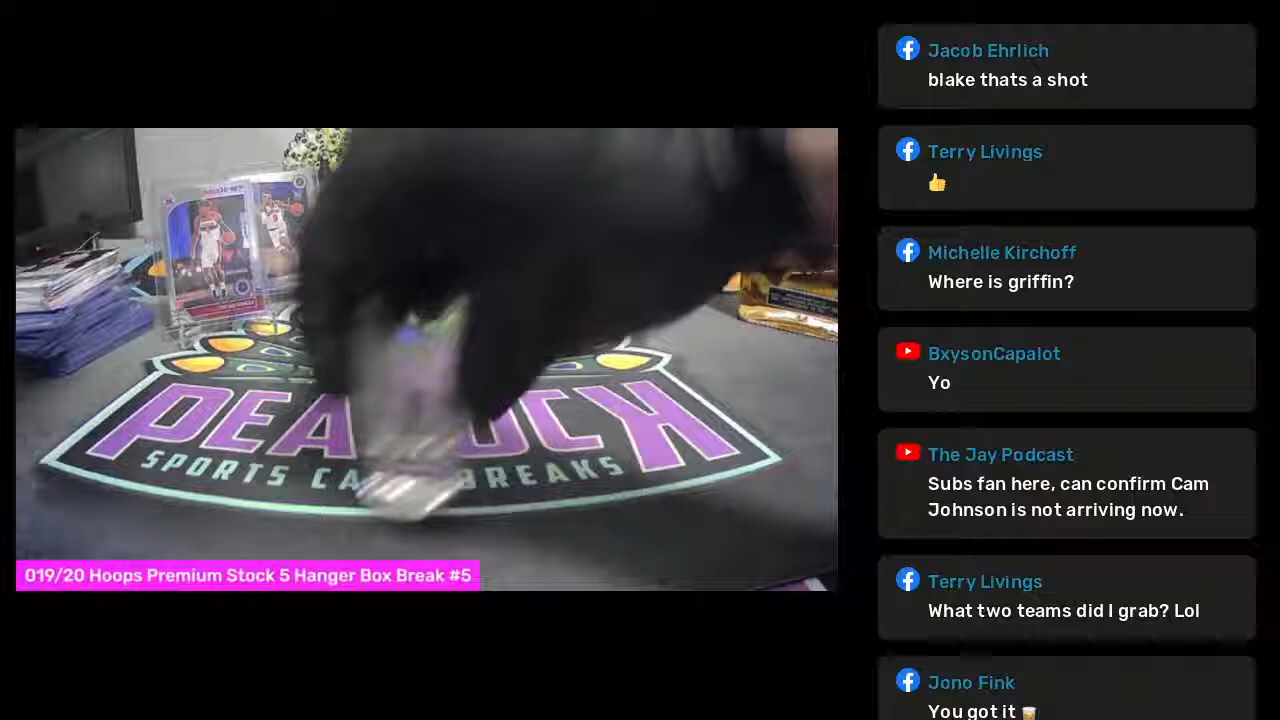 Jacob Ehrlich
blake thats a shot
Terry Livings
Michelle Kirchoff
Where is griffin?
BxysonCapalot
Yo
The Jay Podcast
Subs fan here, can confirm Cam
Johnson is not arriving now.
Terry Livings
What two teams did I grab? Lol
Jono Fink
You got it
PEA OCK
SPORTS CA BREAKS
019/20 Hoops Premium Stock 5 Hanger Box Break #5